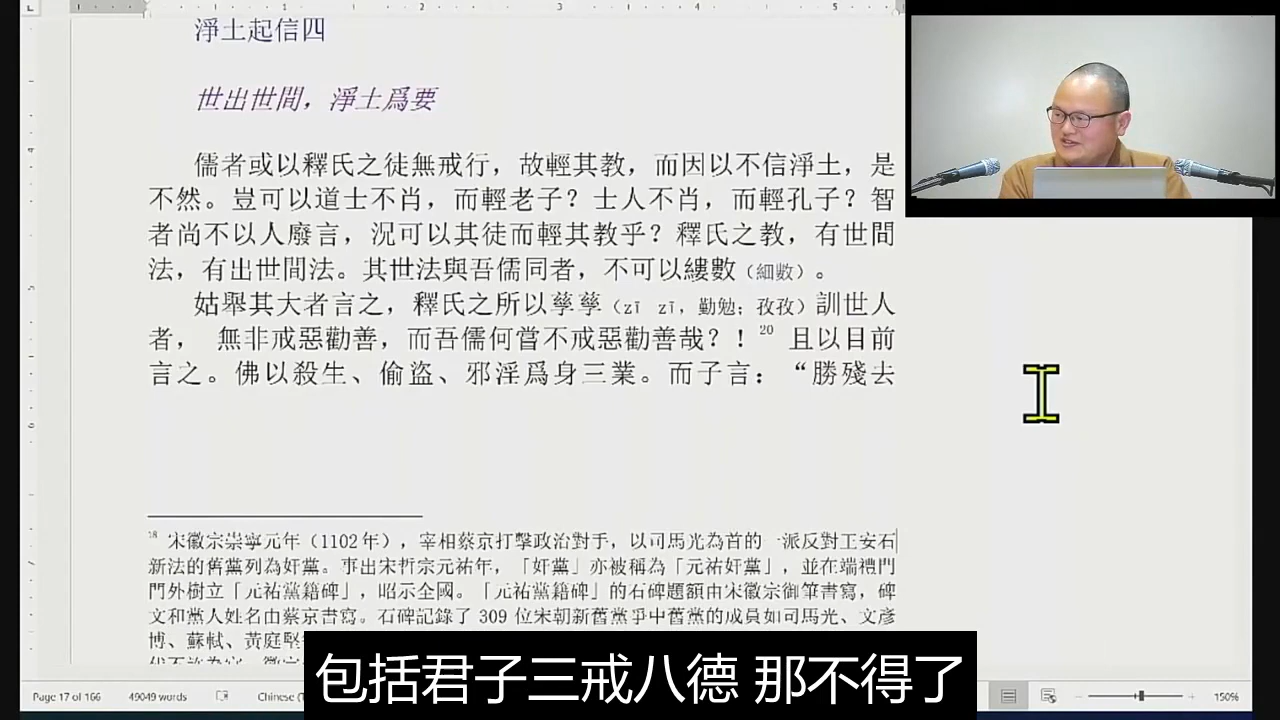 淨土起信四
世出世間，淨土爲要
儒者或以釋氏之徒無戒行，故輕其教，而因以不信淨土，是
不然。豈可以道士不肖，而輕老子？士人不肖，而輕孔子？智
者尚不以人廢言，況可以其徒而輕其教乎？釋氏之教，有世間
法，有出世間法。其世法與吾儒同者，不可以縷數（細數）。
姑舉其大者言之，釋氏之所以孳孳（zī zī，勤勉；孜孜）訓世人
者， 無非戒惡勸善，而吾儒何嘗不戒惡勸善哉？！20 且以目前
言之。佛以殺生、偷盜、邪淫爲身三業。而子言：“勝殘去
18 宋徽宗崇寧元年（1102 年），宰相蔡京打擊政治對手，以司馬光為首的一派反對王安石
新法的舊黨列為奸黨。事出宋哲宗元祐年，「奸黨」亦被稱為「元祐奸黨」，並在端禮門
門外樹立「元祐黨籍碑」，昭示全國。「元祐黨籍碑」的石碑題額由宋徽宗御筆書寫，碑
文和黨人姓名由蔡京書寫。石碑記錄了 309 位宋朝新舊黨爭中舊黨的成員如司馬光、文彥
博、蘇軾、黃庭堅
包括君子三戒八德 那不得了
Page 17 of 166 49049 words Chinese (T 150%